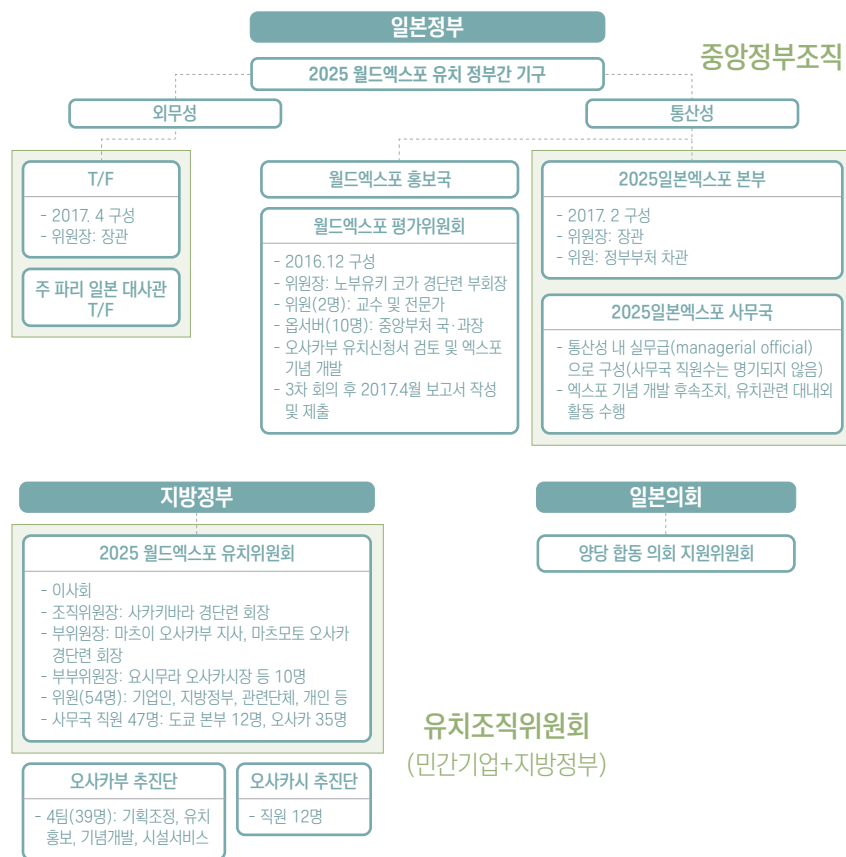 일본정부
중앙정부조직
2025 월드엑스포 유치 정부간 기구
외무성
통산성
T/F
- 2017. 4 구성
- 위원장: 장관
주 파리 일본 대사관
T/F
월드엑스포 홍보국
월드엑스포 평가위원회
- 2016.12 구성
- 위원장: 노부유키 코가 경단련 부회장
- 위원(2명): 교수 및 전문가
- 옵서버(10명): 중앙부처 국·과장
- 오사카부 유치신청서 검토 및 엑스포
기념 개발
- 3차 회의 후 2017.4월 보고서 작성
및 제출
2025일본엑스포 본부
- 2017. 2 구성
- 위원장: 장관
- 위원: 정부부처 차관
2025일본엑스포 사무국
- 통산성 내 실무급(managerial official)
으로 구성(사무국 직원수는 명기되지 않음)
- 엑스포 기념 개발 후속조치, 유치관련 대내외
활동 수행
지방정부
2025 월드엑스포 유치위원회
- 이사회
- 조직위원장: 사카키바라 경단련 회장
- 부위원장: 마츠이 오사카부 지사, 마츠모토 오사카
경단련 회장
- 부부위원장: 요시무라 오사카시장 등 10명
- 위원(54명): 기업인, 지방정부, 관련단체, 개인 등
- 사무국 직원 47명: 도쿄 본부 12명, 오사카 35명
오사카부 추진단
- 4팀(39명): 기획조정, 유치
홍보, 기념개발, 시설서비스
오사카시 추진단
- 직원 12명
일본의회
양당 합동 의회 지원위원회
유치조직위원회
(민간기업+지방정부)